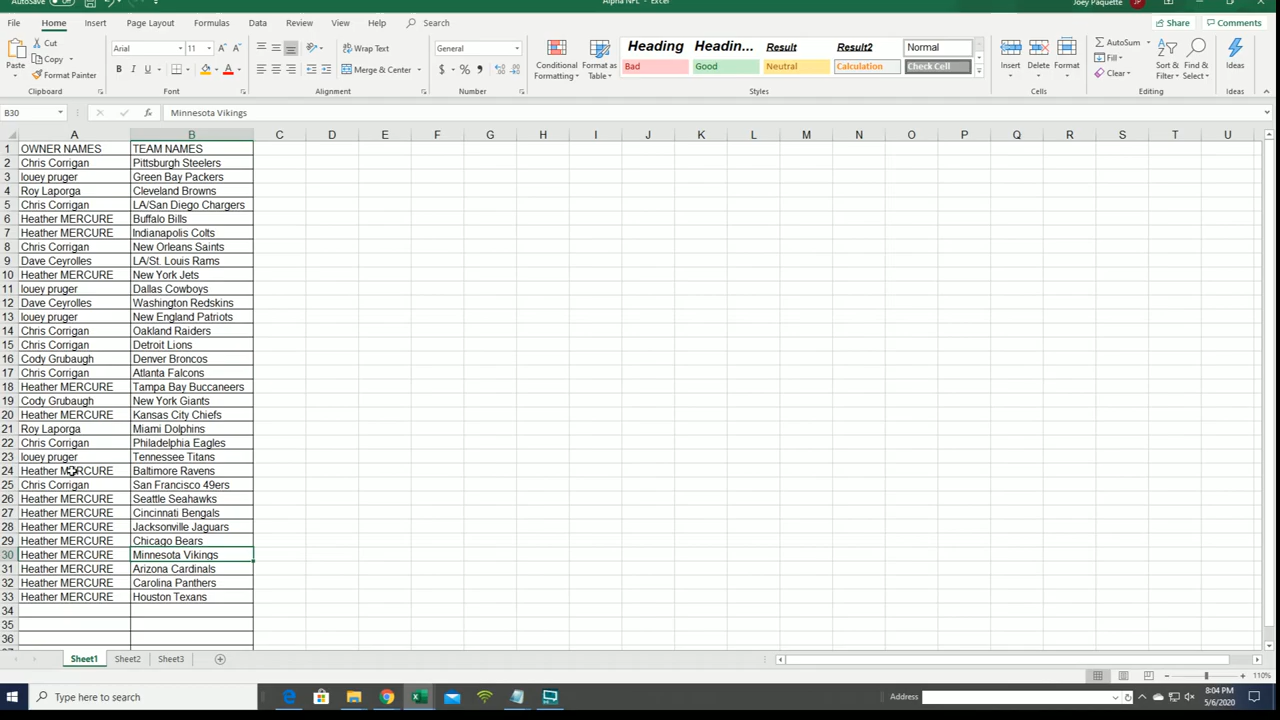 AutoSave Off Alpha NFL - Excel Joey Paquette JP
File Home Insert Page Layout Formulas Data Review View Help Search Share Comments
Paste Cut Copy Format Painter Clipboard
Arial 11 B I U A A Font
Wrap Text Merge & Center Alignment
General $ % Number
Conditional Formatting Format as Table
Heading Headin... Result Result2 Normal
Bad Good Neutral Calculation Check Cell
Styles
Insert Delete Format Cells
AutoSum Fill Clear Sort & Filter Find & Select Editing
Ideas Ideas
B30 fx Minnesota Vikings
A B C D E F G H I J K L M N O P Q R S T U
1 OWNER NAMES TEAM NAMES
2 Chris Corrigan Pittsburgh Steelers
3 louey pruger Green Bay Packers
4 Roy Laporga Cleveland Browns
5 Chris Corrigan LA/San Diego Chargers
6 Heather MERCURE Buffalo Bills
7 Heather MERCURE Indianapolis Colts
8 Chris Corrigan New Orleans Saints
9 Dave Ceyrolles LA/St. Louis Rams
10 Heather MERCURE New York Jets
11 louey pruger Dallas Cowboys
12 Dave Ceyrolles Washington Redskins
13 louey pruger New England Patriots
14 Chris Corrigan Oakland Raiders
15 Chris Corrigan Detroit Lions
16 Cody Grubaugh Denver Broncos
17 Chris Corrigan Atlanta Falcons
18 Heather MERCURE Tampa Bay Buccaneers
19 Cody Grubaugh New York Giants
20 Heather MERCURE Kansas City Chiefs
21 Roy Laporga Miami Dolphins
22 Chris Corrigan Philadelphia Eagles
23 louey pruger Tennessee Titans
24 Heather MERCURE Baltimore Ravens
25 Chris Corrigan San Francisco 49ers
26 Heather MERCURE Seattle Seahawks
27 Heather MERCURE Cincinnati Bengals
28 Heather MERCURE Jacksonville Jaguars
29 Heather MERCURE Chicago Bears
30 Heather MERCURE Minnesota Vikings
31 Heather MERCURE Arizona Cardinals
32 Heather MERCURE Carolina Panthers
33 Heather MERCURE Houston Texans
34
35
36
Sheet1 Sheet2 Sheet3
110%
Type here to search Address 8:04 PM
5/6/2020